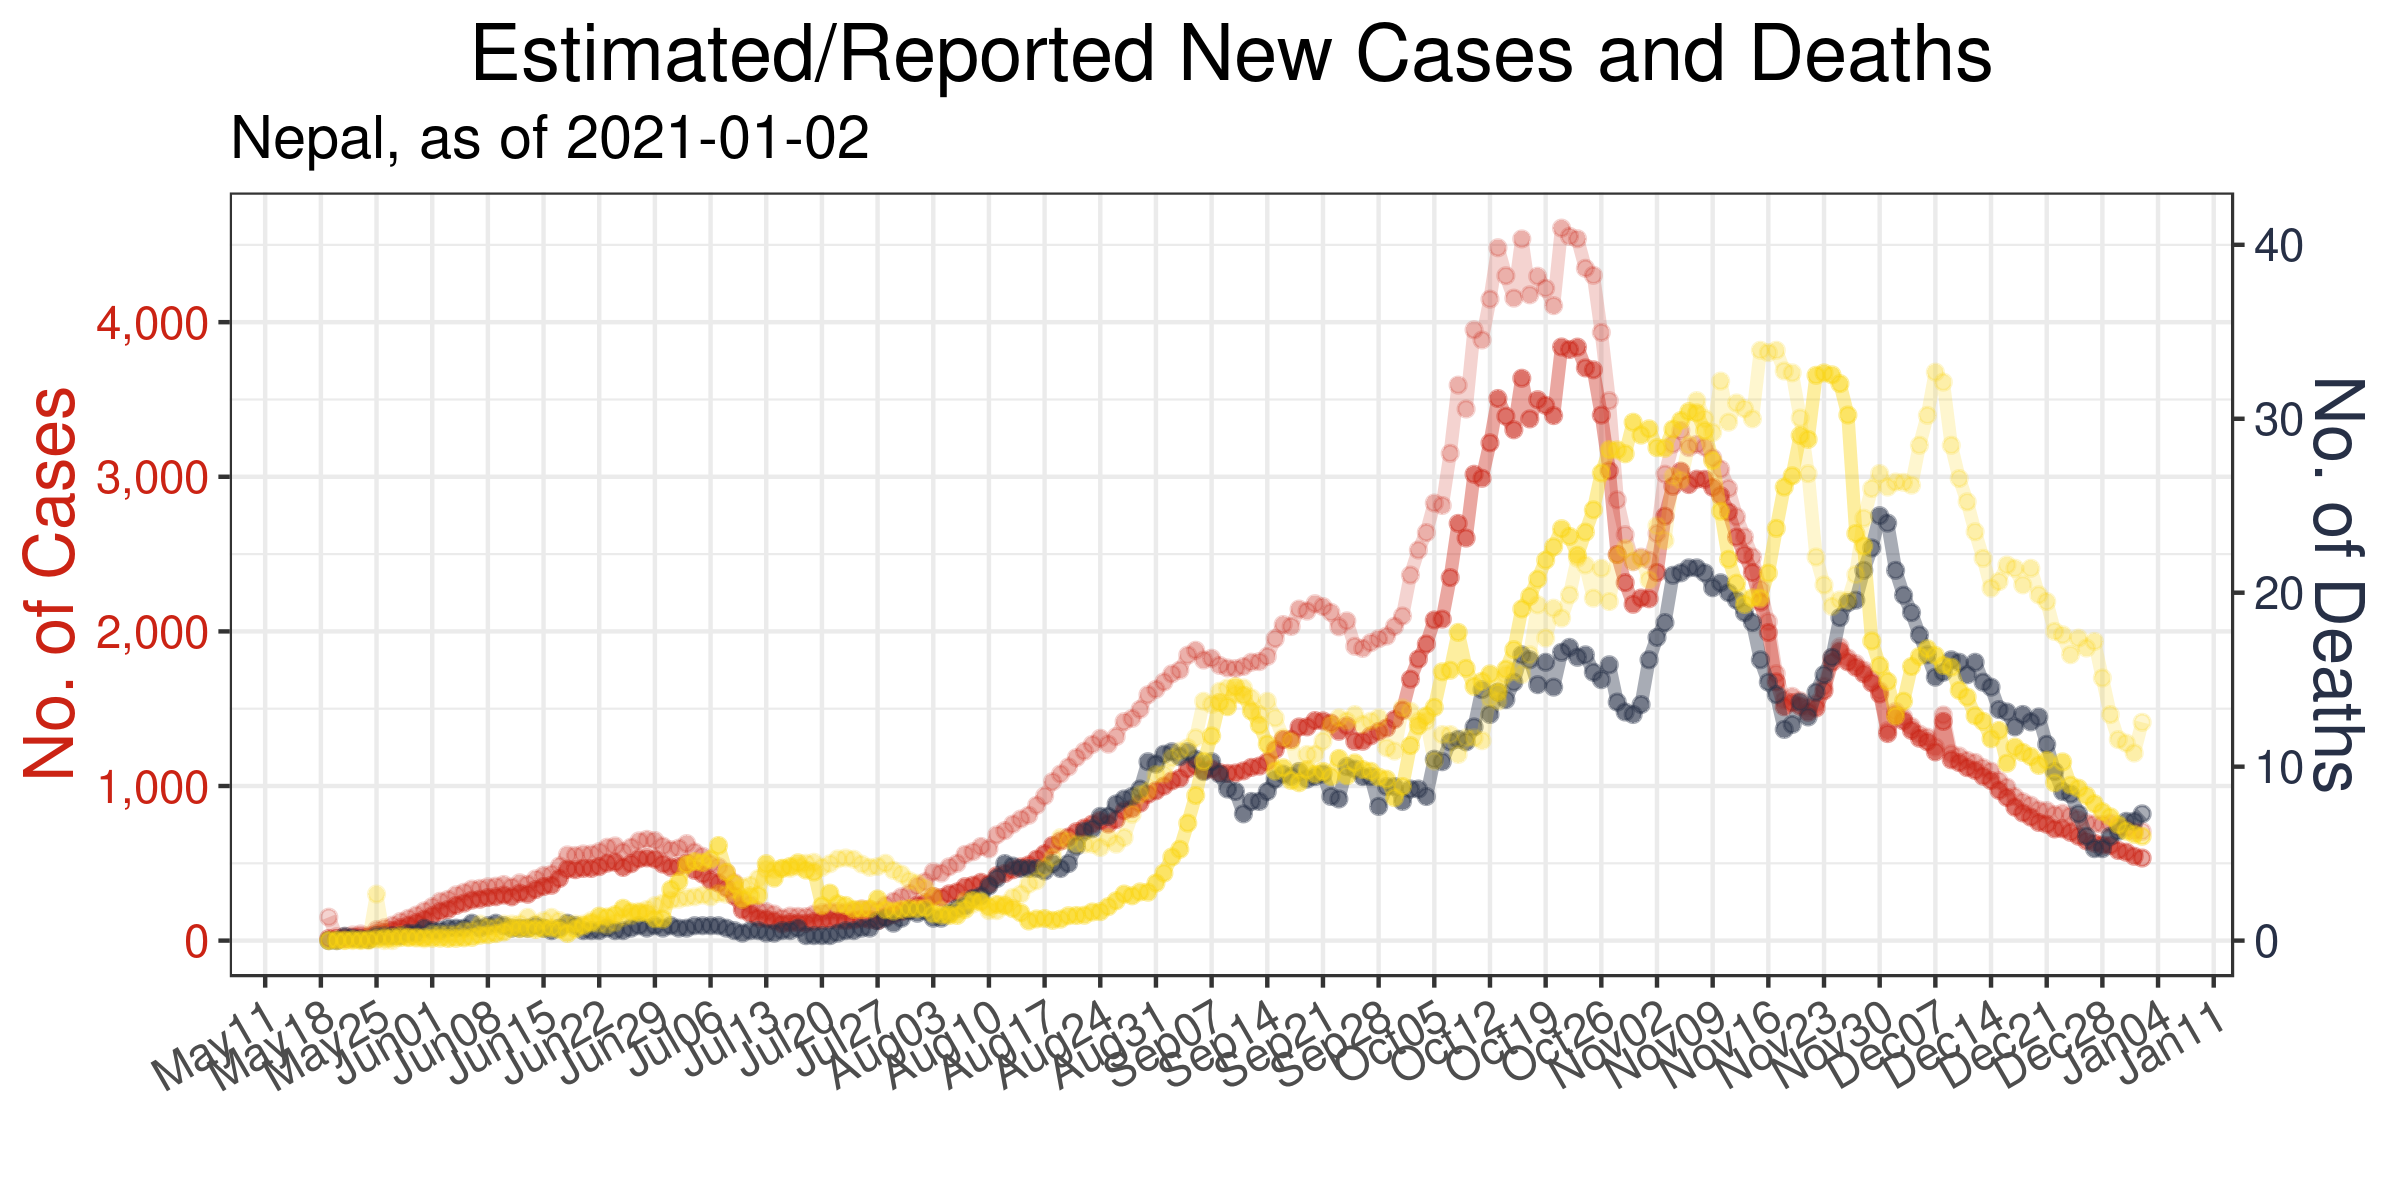 Estimated/Reported New Cases and Deaths
Nepal, as of 2021-01-02
No. of Cases
4,000
3,000
2,000
1,000
0
40
30
20
10
0
No. of Deaths
May11
May18
May25
Jun01
Jun08
Jun15
Jun22
Jun29
Jul06
Jul13
Jul20
Jul27
Aug03
Aug10
Aug17
Aug24
Aug31
Sep07
Sep14
Sep21
Sep28
Oct05
Oct12
Oct19
Oct26
Nov02
Nov09
Nov16
Nov23
Nov30
Dec07
Dec14
Dec21
Dec28
Jan04
Jan11